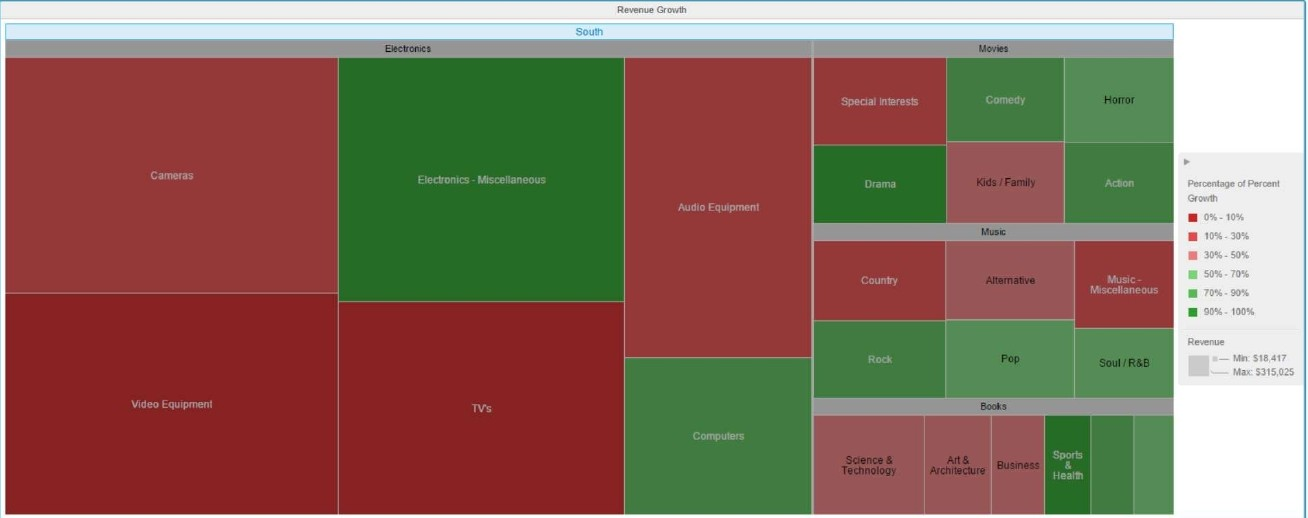 Revenue Growth
South
Electronics
Movies
Cameras
Electronics - Miscellaneous
Audio Equipment
Video Equipment
TV's
Computers
Special Interests
Comedy
Horror
Drama
Kids / Family
Action
Music
Country
Alternative
Music -
Miscellaneous
Rock
Pop
Soul / R&B
Books
Science &
Technology
Art &
Architecture
Business
Sports
&
Health
Percentage of Percent
Growth
0% - 10%
10% - 30%
30% - 50%
50% - 70%
70% - 90%
90% - 100%
Revenue
Min: $18,417
Max: $315,025